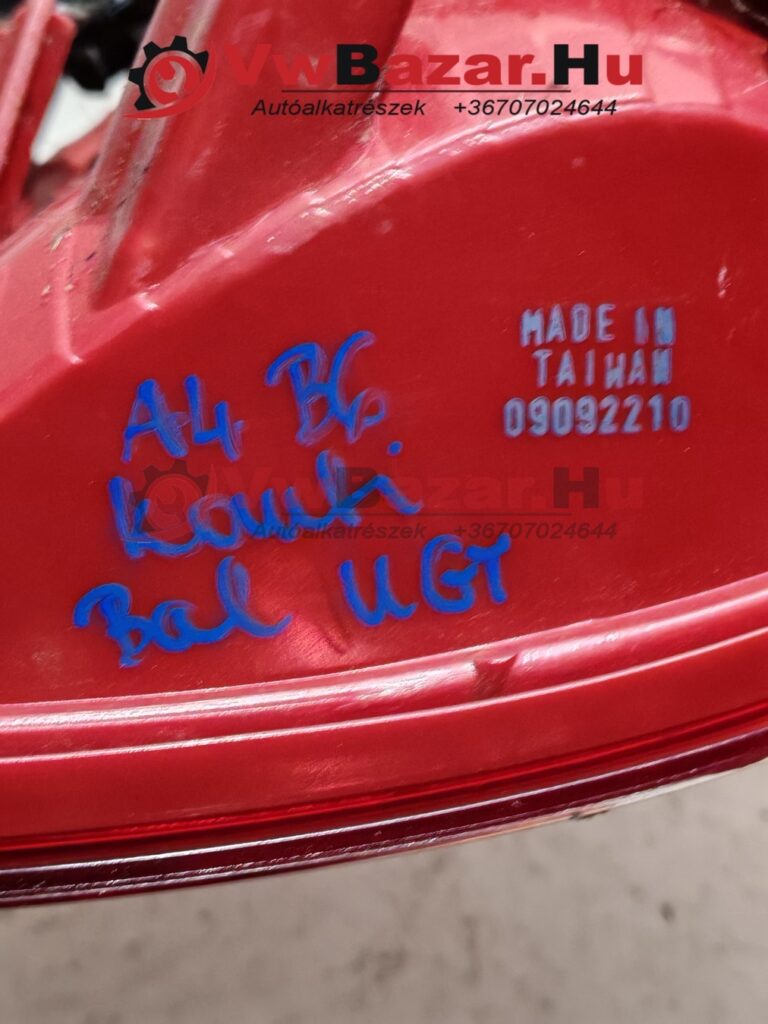 VwBazar.Hu
Autóalkatrészek +36707024644
MADE IN
TAIWAN
09092210
A4 B6
Kombi
Bal UGT
VwBazar.Hu
Autóalkatrészek +36707024644